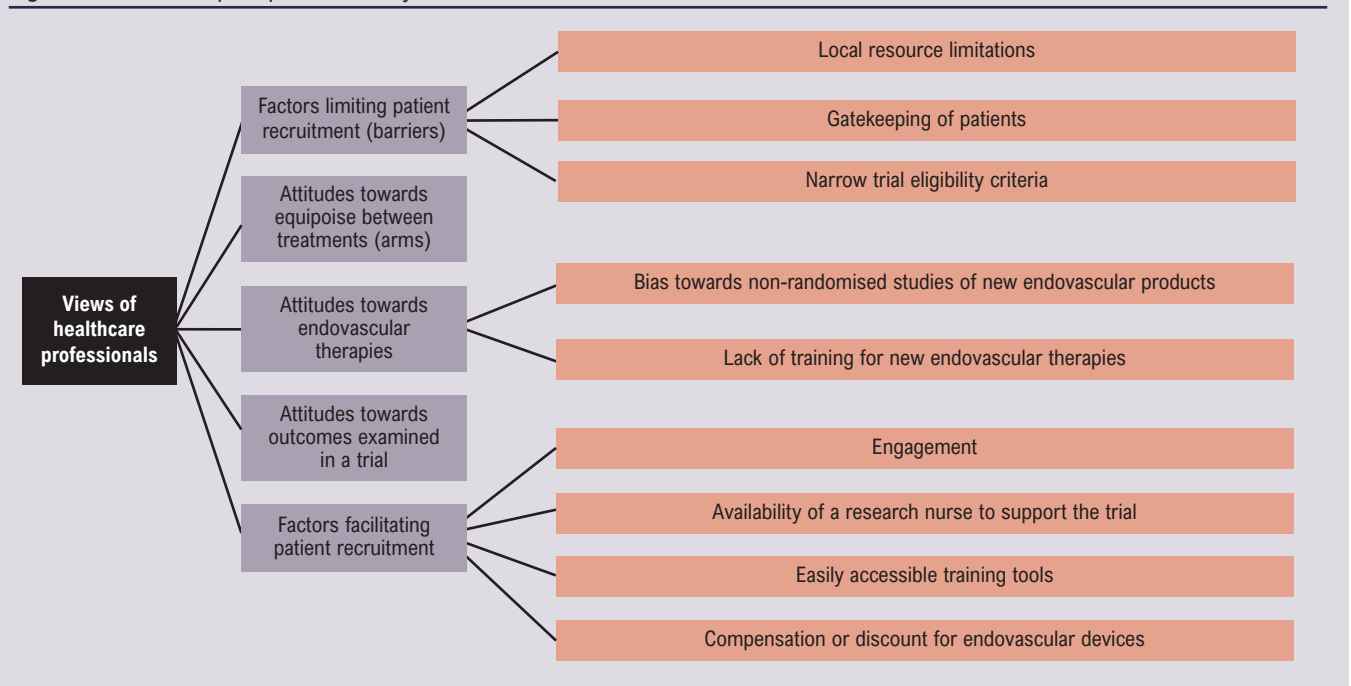 Views of
healthcare
professionals
Factors limiting patient
recruitment (barriers)
Local resource limitations
Gatekeeping of patients
Narrow trial eligibility criteria
Attitudes towards
equipoise between
treatments (arms)
Attitudes towards
endovascular
therapies
Bias towards non-randomised studies of new endovascular products
Lack of training for new endovascular therapies
Attitudes towards
outcomes examined
in a trial
Factors facilitating
patient recruitment
Engagement
Availability of a research nurse to support the trial
Easily accessible training tools
Compensation or discount for endovascular devices